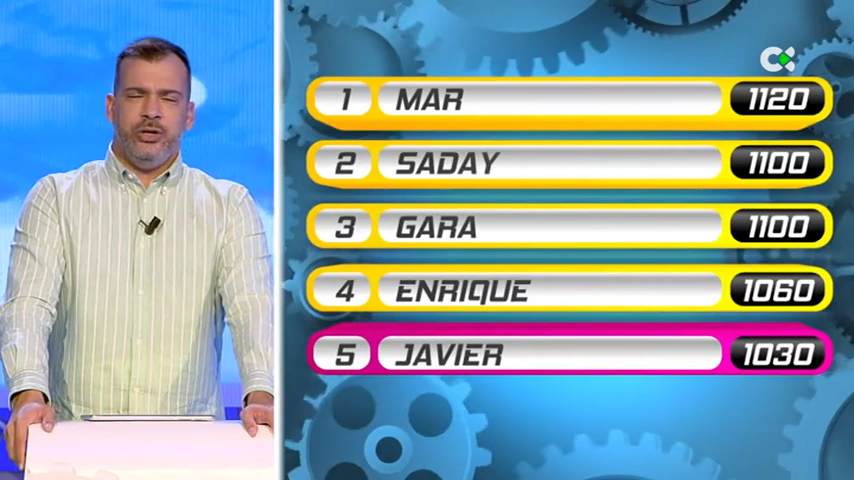 1 MAR 1120
2 SADAY 1100
3 GARA 1100
4 ENRIQUE 1060
5 JAVIER 1030